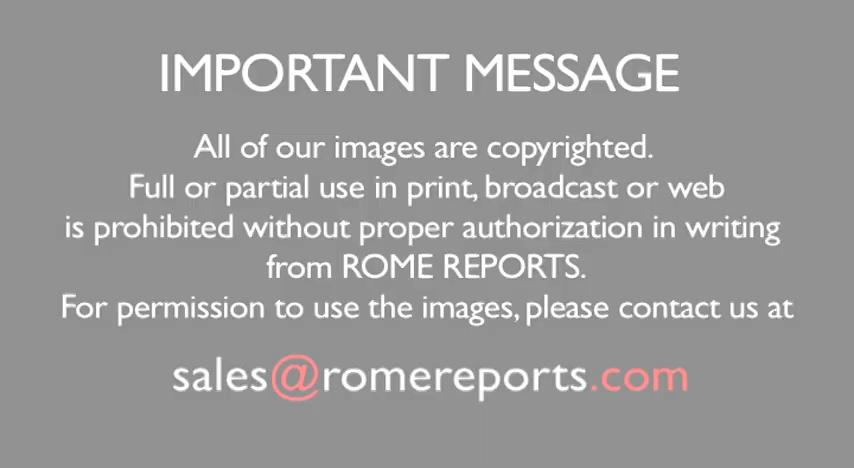 IMPORTANT MESSAGE
All of our images are copyrighted.
Full or partial use in print, broadcast or web
is prohibited without proper authorization in writing
from ROME REPORTS.
For permission to use the images, please contact us at
sales@romereports.com